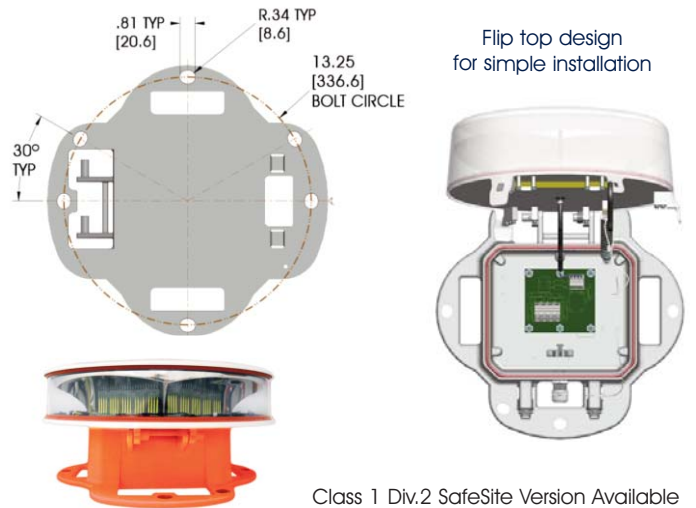 .81 TYP
[20.6]
R.34 TYP
[8.6]
13.25
[336.6]
BOLT CIRCLE
30°
TYP
Flip top design
for simple installation
Class 1 Div.2 SafeSite Version Available